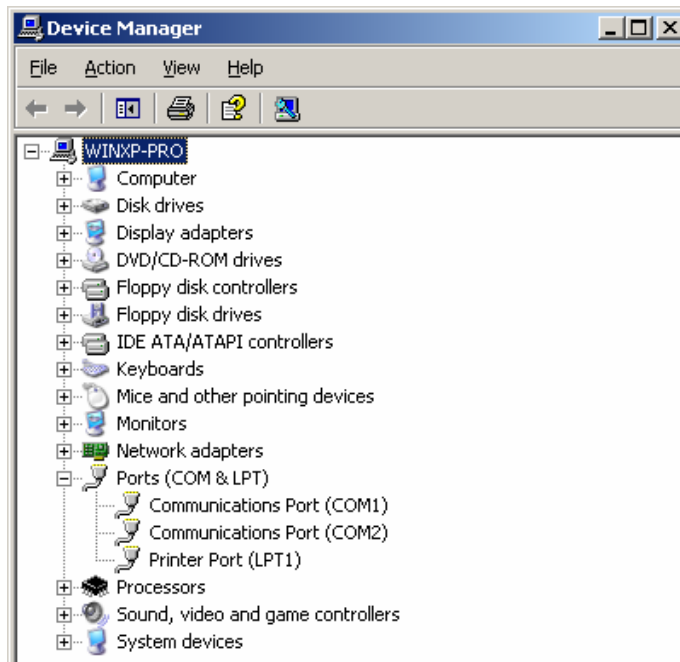 Device Manager
File Action View Help
WINXP-PRO
Computer
Disk drives
Display adapters
DVD/CD-ROM drives
Floppy disk controllers
Floppy disk drives
IDE ATA/ATAPI controllers
Keyboards
Mice and other pointing devices
Monitors
Network adapters
Ports (COM & LPT)
Communications Port (COM1)
Communications Port (COM2)
Printer Port (LPT1)
Processors
Sound, video and game controllers
System devices